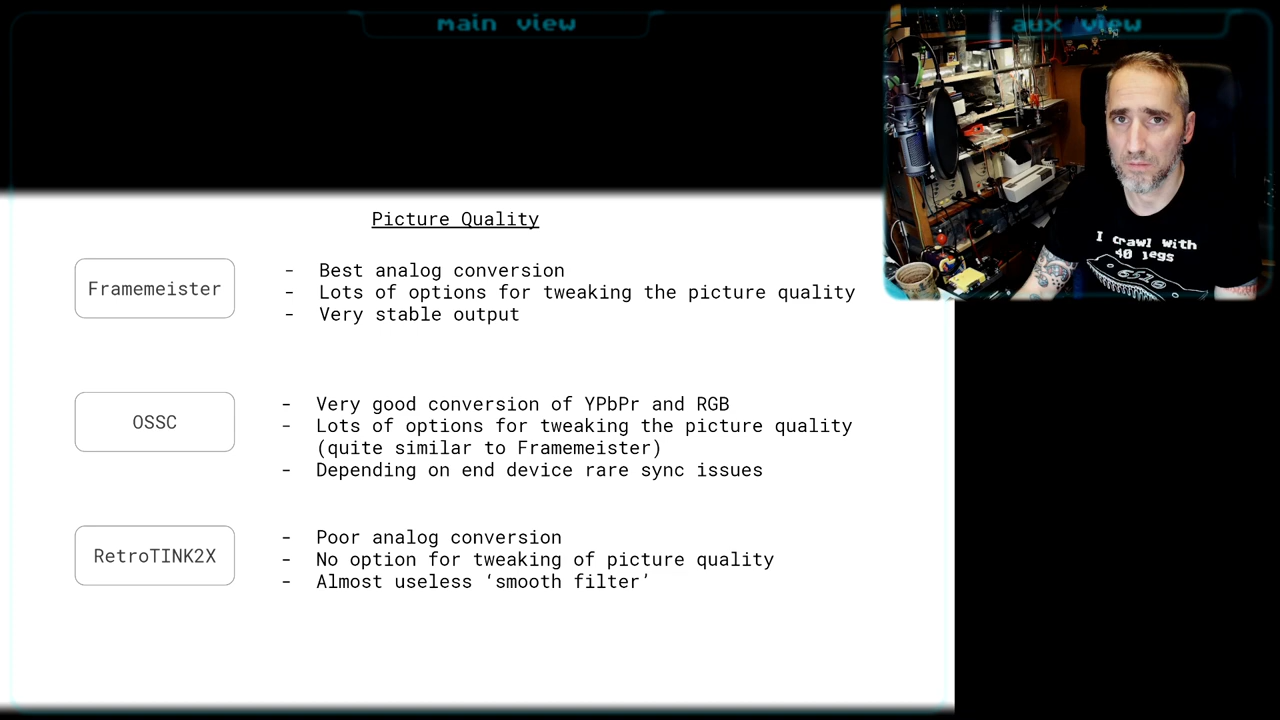 main view
aux view
I crawl with
40 legs
652
Picture Quality
Framemeister
- Best analog conversion
- Lots of options for tweaking the picture quality
- Very stable output
OSSC
- Very good conversion of YPbPr and RGB
- Lots of options for tweaking the picture quality
(quite similar to Framemeister)
- Depending on end device rare sync issues
RetroTINK2X
- Poor analog conversion
- No option for tweaking of picture quality
- Almost useless ‘smooth filter’